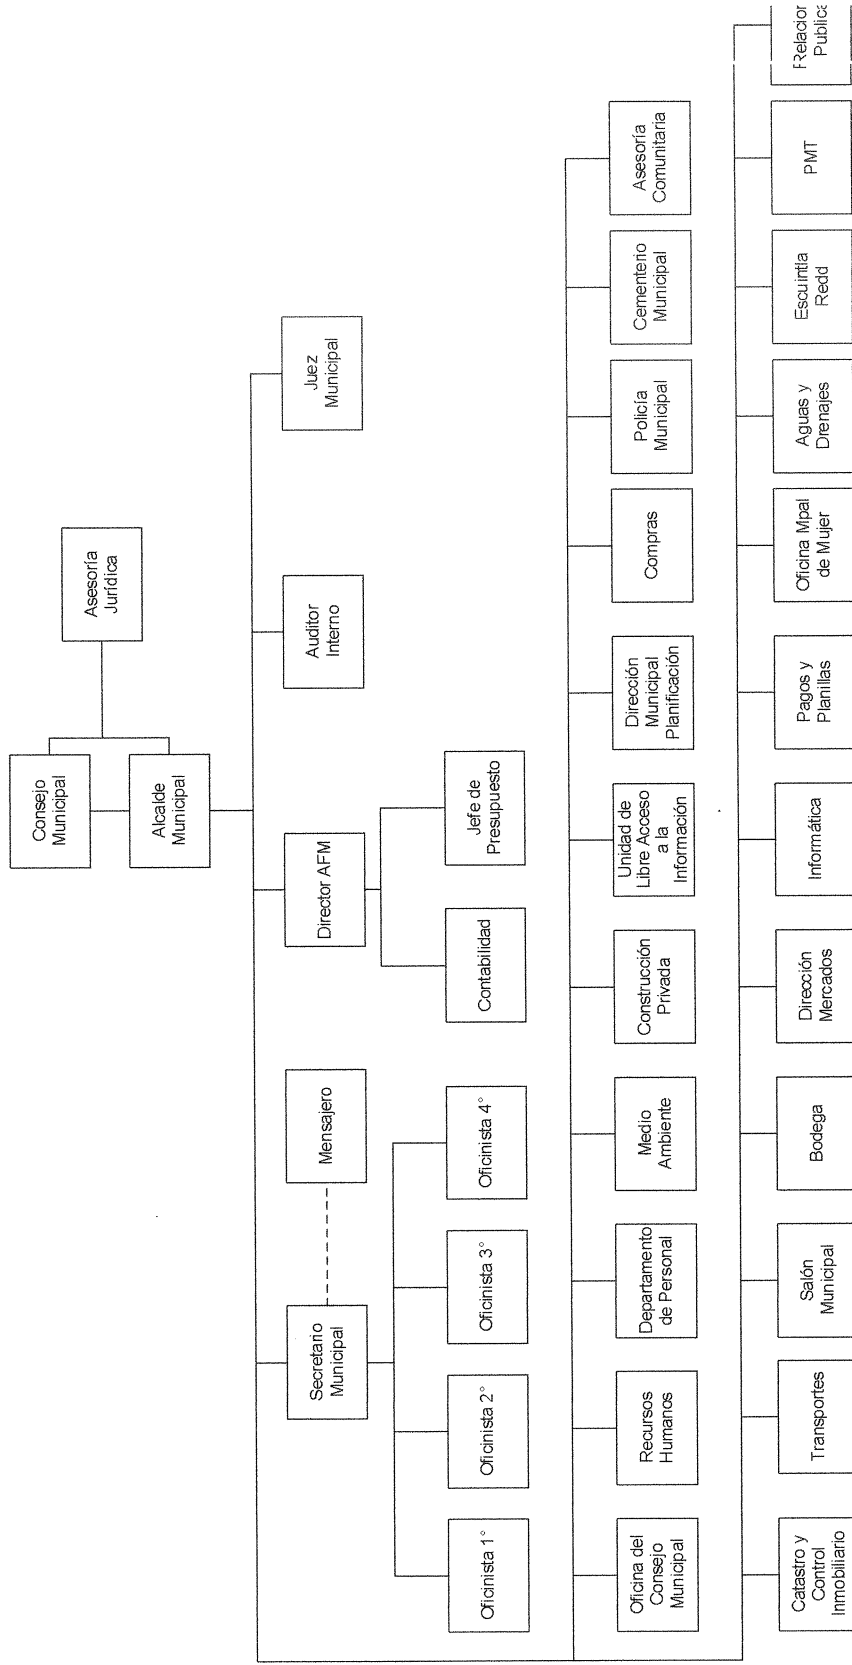 Consejo
Municipal
Asesoría
Jurídica
Alcalde
Municipal
Secretario
Municipal
Mensajero
Director AFM
Auditor
Interno
Juez
Municipal
Oficinista 1°
Oficinista 2°
Oficinista 3°
Oficinista 4°
Contabilidad
Jefe de
Presupuesto
Oficina del
Consejo
Municipal
Recursos
Humanos
Departamento
de Personal
Medio
Ambiente
Construcción
Privada
Unidad de
Libre Acceso
a la
Información
Dirección
Municipal
Planificación
Compras
Policía
Municipal
Cementerio
Municipal
Asesoría
Comunitaria
Catastro y
Control
Inmobiliario
Transportes
Salón
Municipal
Bodega
Dirección
Mercados
Informática
Pagos y
Planillas
Oficina Mpal
de Mujer
Aguas y
Drenajes
Escuintla
Redd
PMT